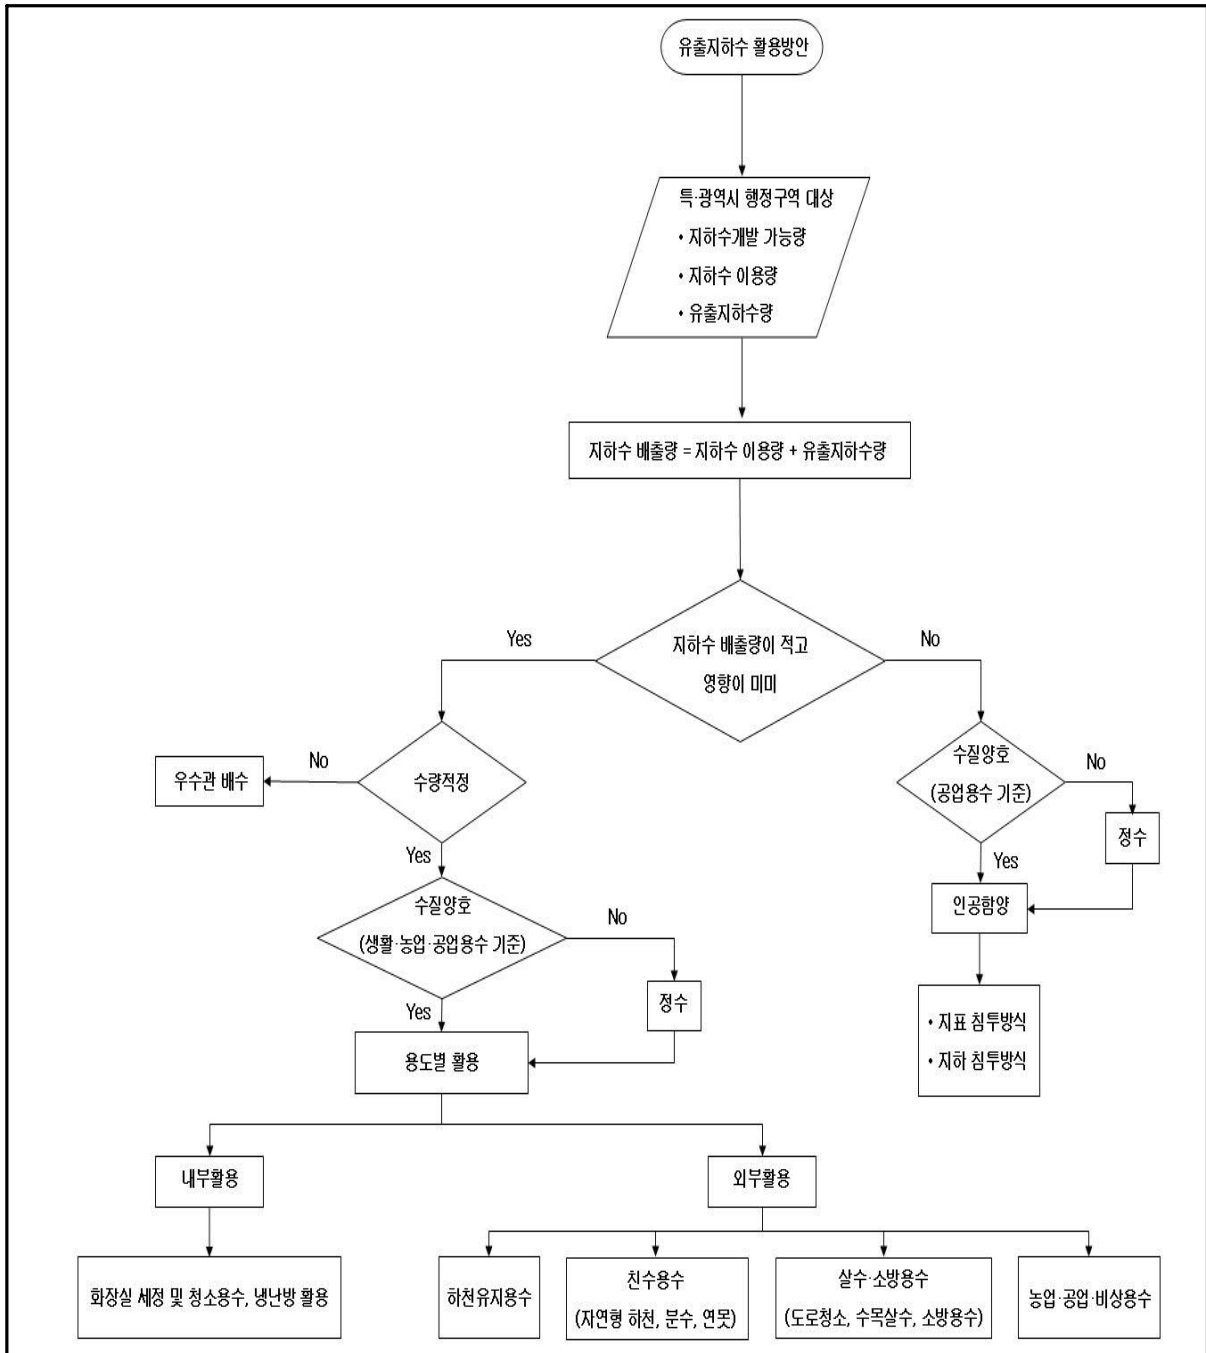 유출지하수 활용방안
특·광역시 행정구역 대상
• 지하수개발 가능량
• 지하수 이용량
• 유출지하수량
지하수 배출량 = 지하수 이용량 + 유출지하수량
지하수 배출량이 적고
영향이 미미
Yes
No
수량적정
No
우수관 배수
Yes
수질양호
(생활·농업·공업용수 기준)
No
정수
Yes
용도별 활용
수질양호
(공업용수 기준)
No
정수
Yes
인공함양
• 지표 침투방식
• 지하 침투방식
내부활용
외부활용
화장실 세정 및 청소용수, 냉난방 활용
하천유지용수
친수용수
(자연형 하천, 분수, 연못)
살수·소방용수
(도로청소, 수목살수, 소방용수)
농업·공업·비상용수